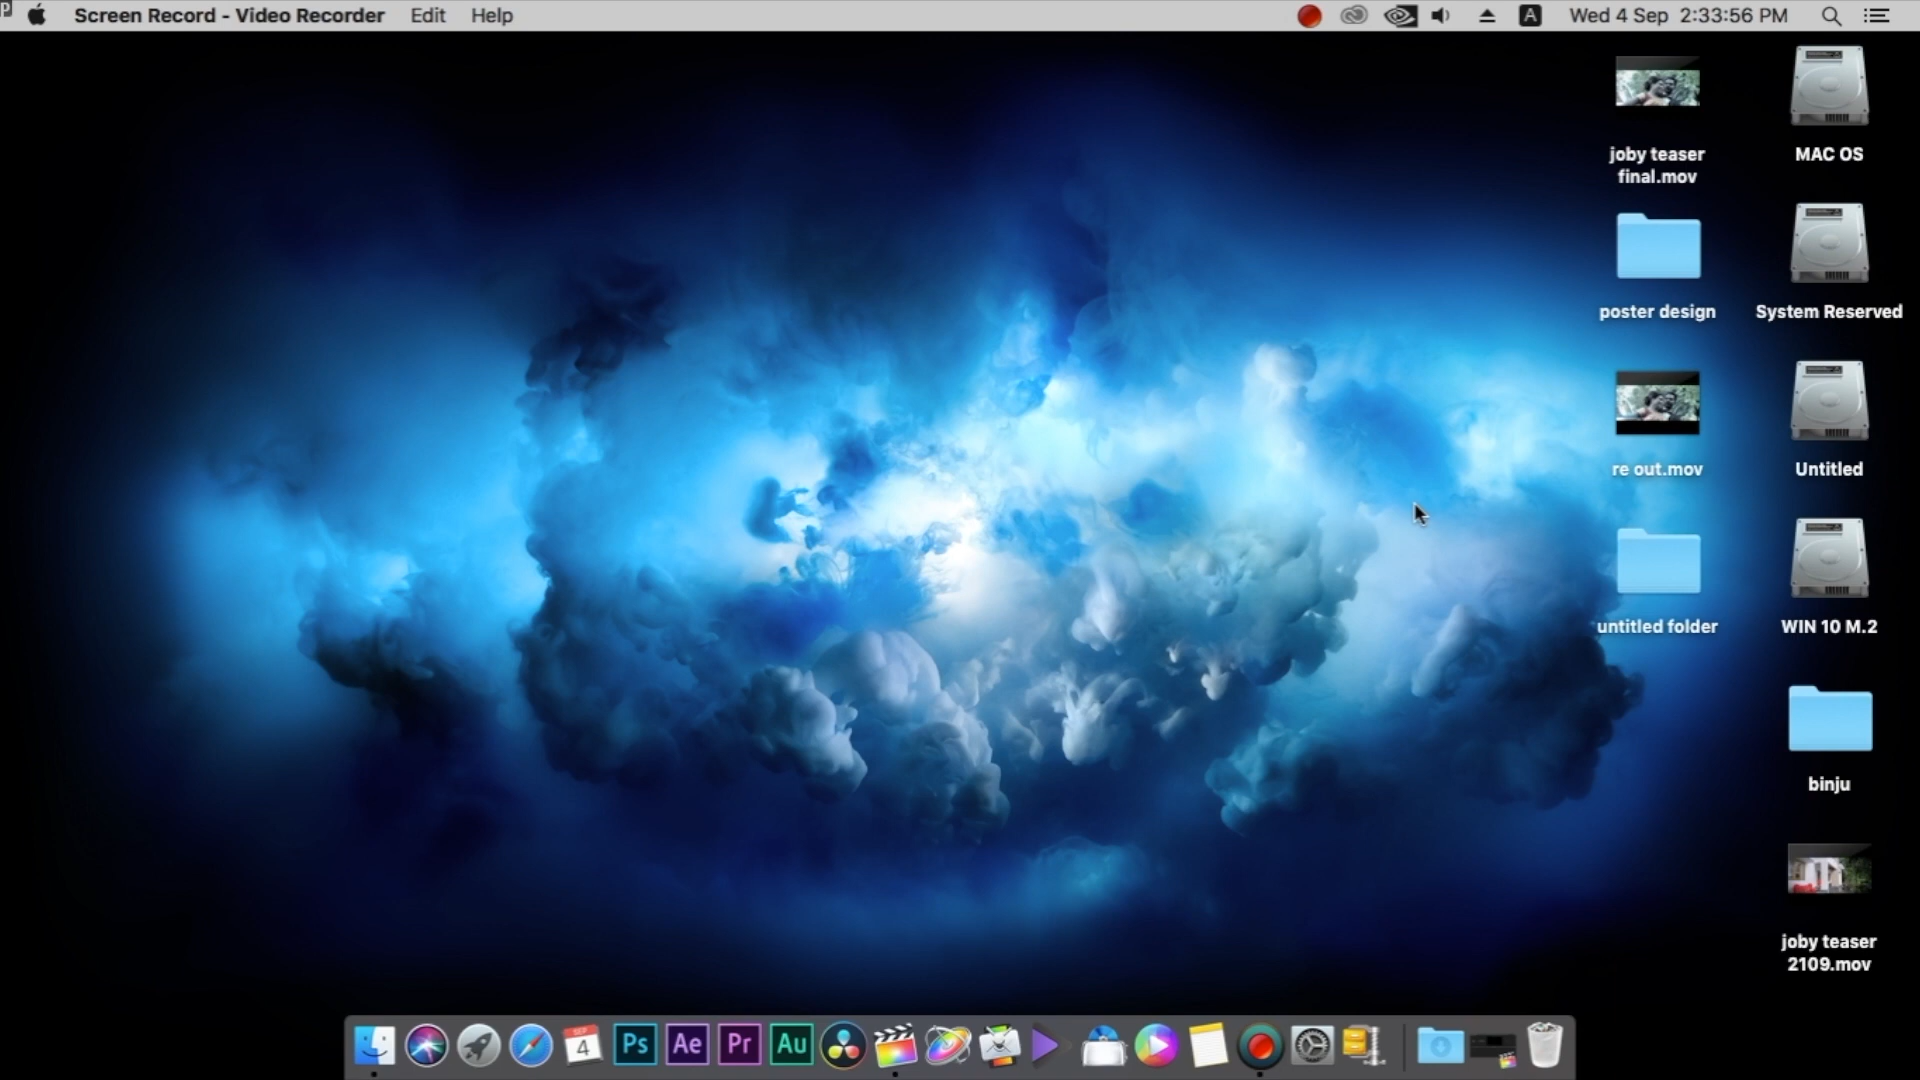 Screen Record - Video Recorder Edit Help
A Wed 4 Sep 2:33:56 PM
joby teaser
final.mov
MAC OS
poster design
System Reserved
re out.mov
Untitled
untitled folder
WIN 10 M.2
binju
joby teaser
2109.mov
SEP
4
Ps
Ae
Pr
Au